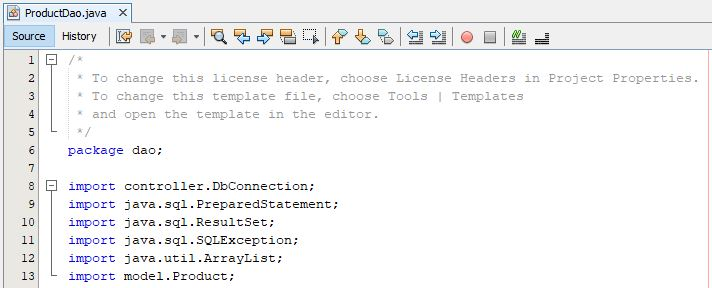 ProductDao.java
Source History
1 /*
2 * To change this license header, choose License Headers in Project Properties.
3 * To change this template file, choose Tools | Templates
4 * and open the template in the editor.
5 */
6 package dao;
7
8 import controller.DbConnection;
9 import java.sql.PreparedStatement;
10 import java.sql.ResultSet;
11 import java.sql.SQLException;
12 import java.util.ArrayList;
13 import model.Product;